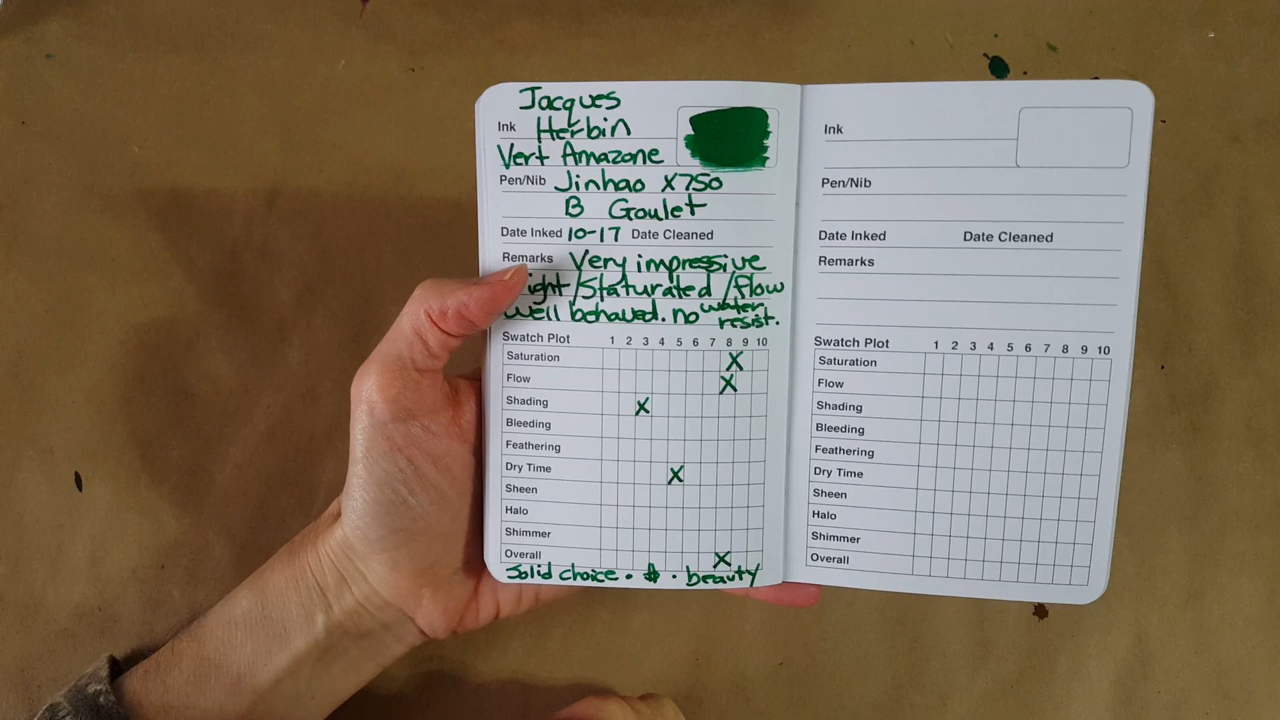 Jacques
Ink Herbin
Vert Amazone
Pen/Nib Jinhao X750
B Goulet
Date Inked 10-17 Date Cleaned
Remarks Very impressive
/Staturated/flow
well behaved. no water resist.
Swatch Plot 1 2 3 4 5 6 7 8 9 10
Saturation X
Flow X
Shading X
Bleeding
Feathering
Dry Time X
Sheen
Halo
Shimmer
Overall X
Solid choice • $ • beauty
Ink
Pen/Nib
Date Inked Date Cleaned
Remarks
Swatch Plot 1 2 3 4 5 6 7 8 9 10
Saturation
Flow
Shading
Bleeding
Feathering
Dry Time
Sheen
Halo
Shimmer
Overall